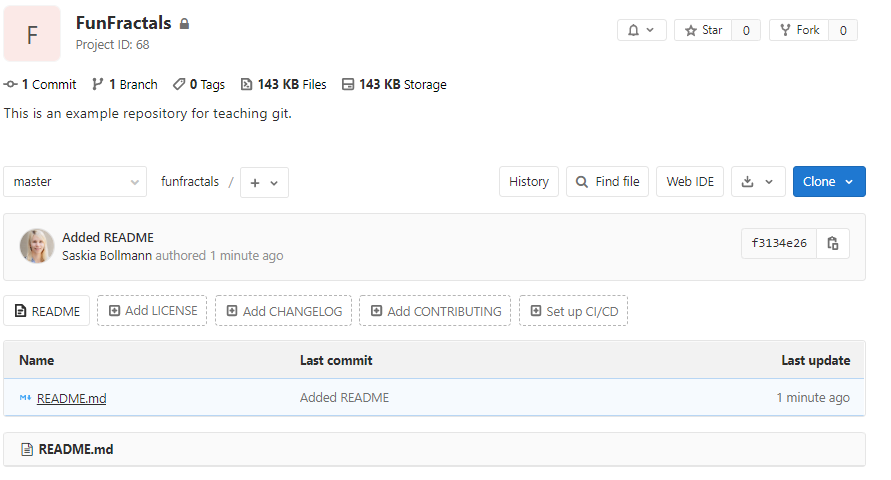 F
FunFractals
Project ID: 68
Star 0
Fork 0
1 Commit 1 Branch 0 Tags 143 KB Files 143 KB Storage
This is an example repository for teaching git.
master funfractals / + History Find file Web IDE Clone
Added README
Saskia Bollmann authored 1 minute ago
f3134e26
README Add LICENSE Add CHANGELOG Add CONTRIBUTING Set up CI/CD
Name Last commit Last update
M↓ README.md Added README 1 minute ago
README.md